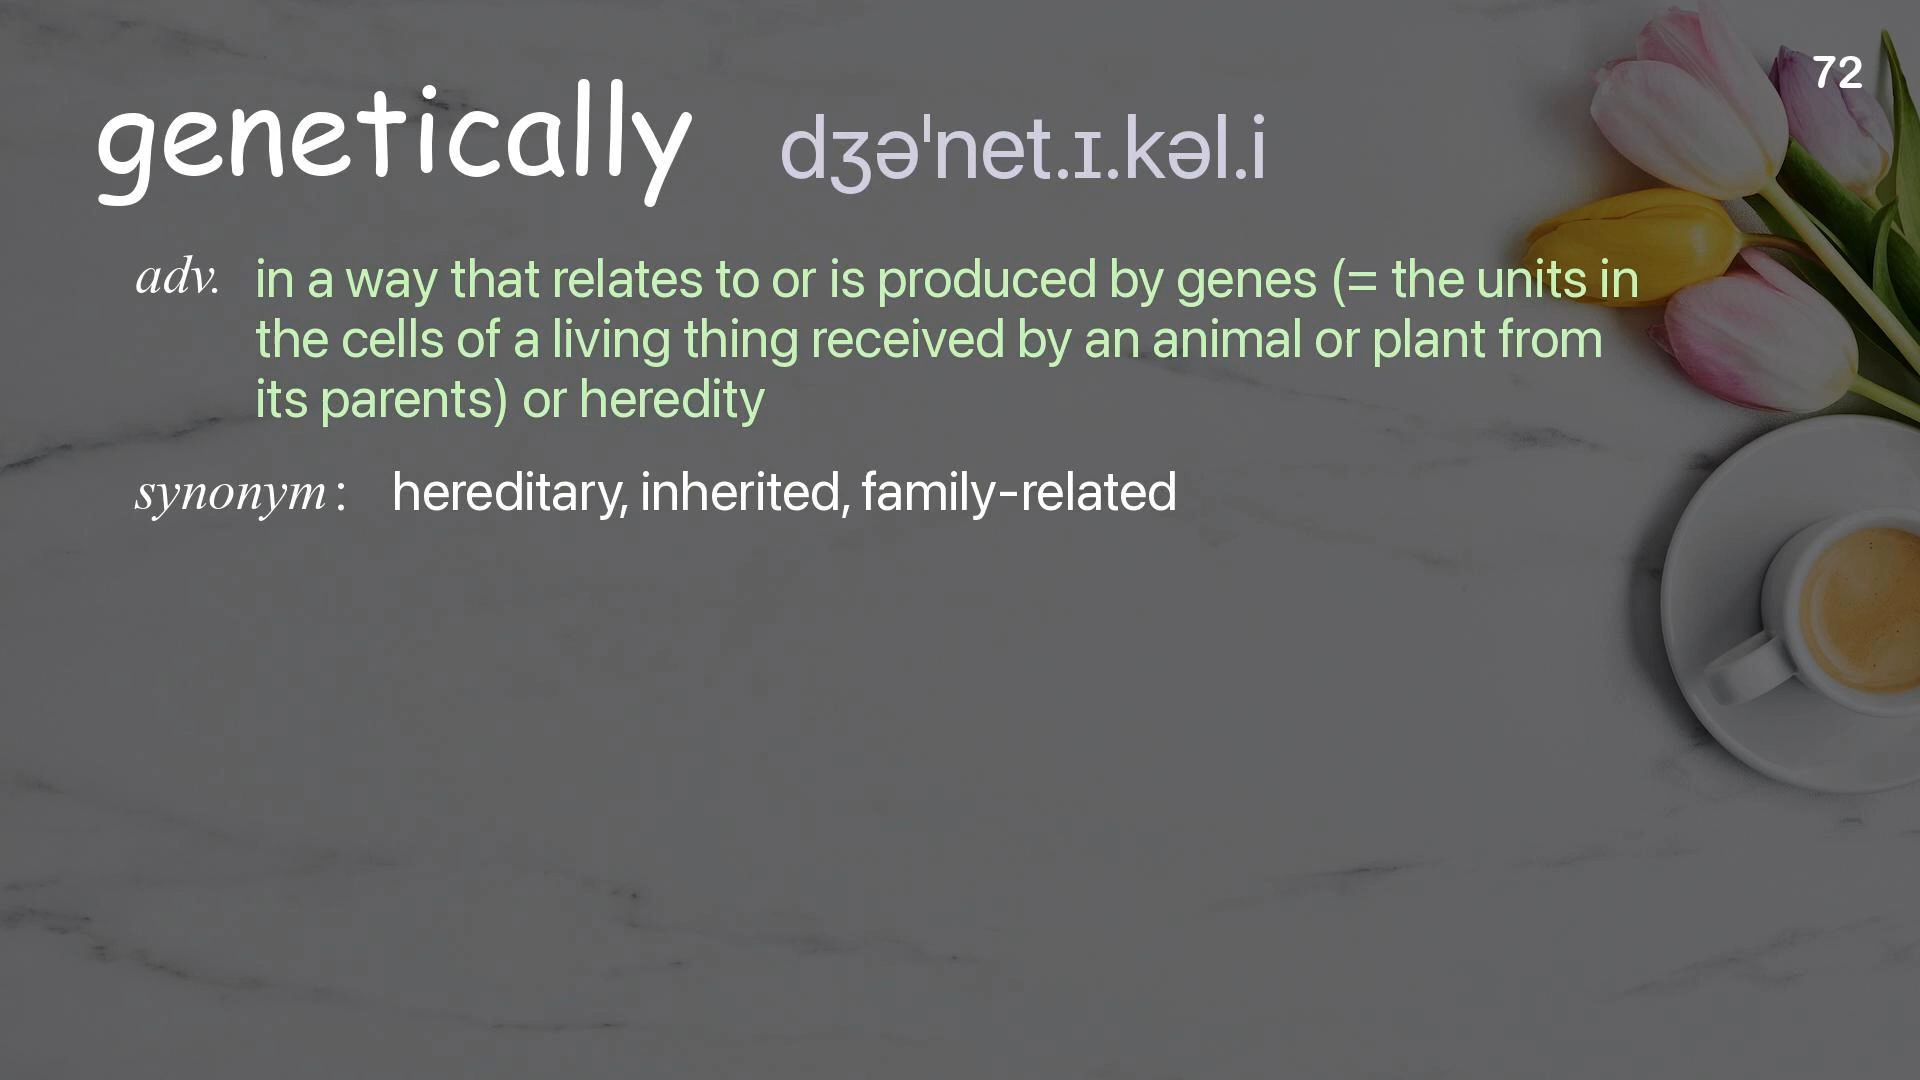 72
genetically dʒəˈnet.ɪ.kəl.i
adv. in a way that relates to or is produced by genes (= the units in
the cells of a living thing received by an animal or plant from
its parents) or heredity
synonym: hereditary, inherited, family-related